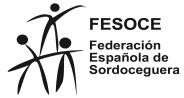 FESOCE
Federación
Española de
Sordoceguera